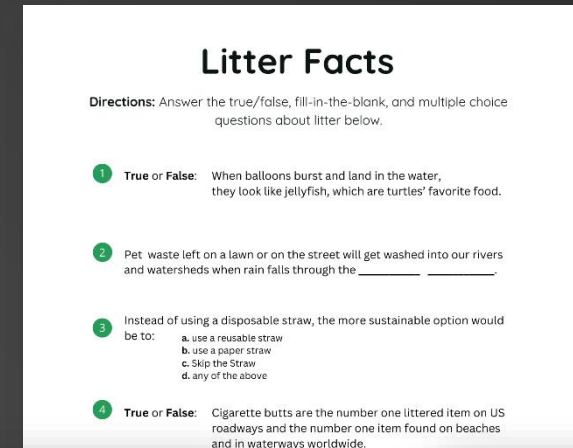 Litter Facts
Directions: Answer the true/false, fill-in-the-blank, and multiple choice
questions about litter below.
1 True or False: When balloons burst and land in the water,
they look like jellyfish, which are turtles' favorite food.
2 Pet waste left on a lawn or on the street will get washed into our rivers
and watersheds when rain falls through the __________ __________.
3 Instead of using a disposable straw, the more sustainable option would
be to: a. use a reusable straw
b. use a paper straw
c. Skip the Straw
d. any of the above
4 True or False: Cigarette butts are the number one littered item on US
roadways and the number one item found on beaches
and in waterways worldwide.